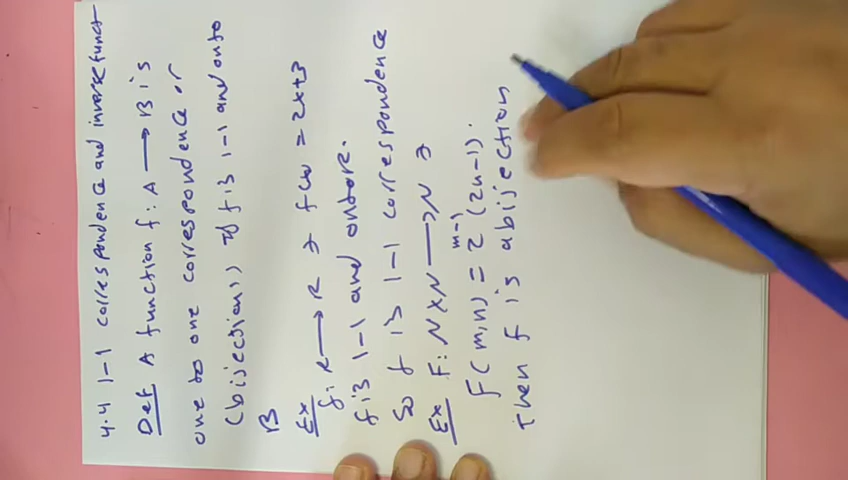 4.4 1-1 correspondence and inverse funct
Def A function f: A → B is
one to one correspondence or
(bijections) if f is 1-1 and onto
B
Ex
f: R → R ∋ f(x) = 2x+3
f is 1-1 and onto R.
So f is 1-1 correspondence
Ex F: N×N → N ∋
f(m,n) = 2^(m-1) (2n-1).
then f is a bijection